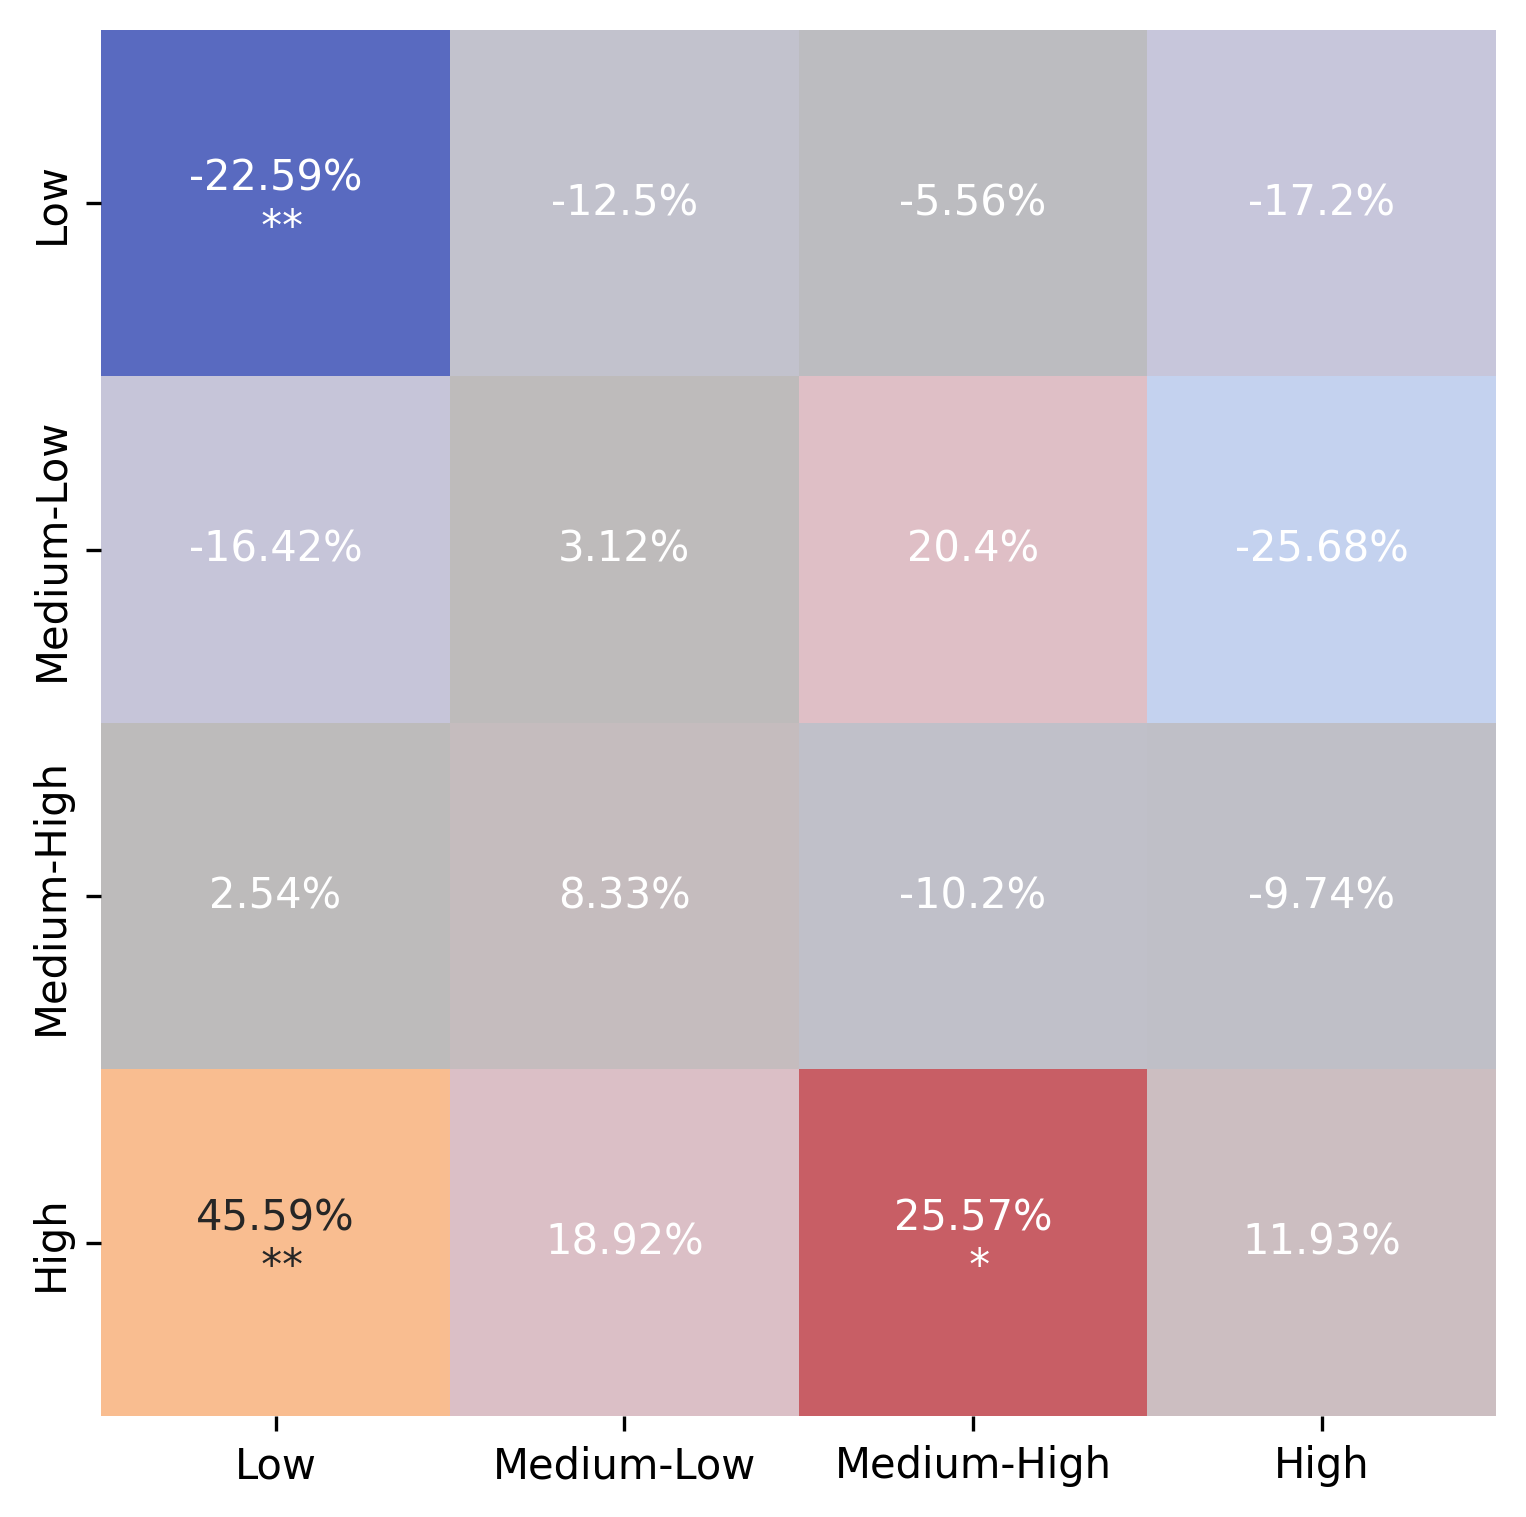 Low
-22.59%
**
-12.5%
-5.56%
-17.2%
Medium-Low
-16.42%
3.12%
20.4%
-25.68%
Medium-High
2.54%
8.33%
-10.2%
-9.74%
High
45.59%
**
18.92%
25.57%
*
11.93%
Low
Medium-Low
Medium-High
High